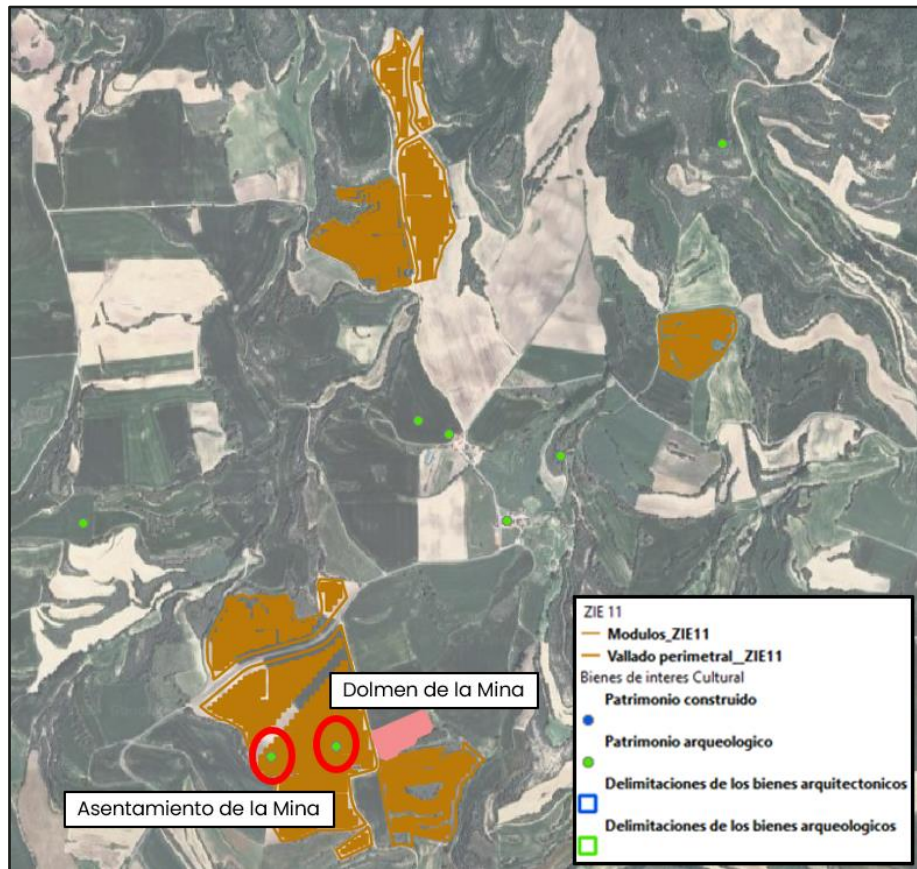 Dolmen de la Mina
Asentamiento de la Mina
ZIE 11
Modulos_ZIE11
Vallado perimetral__ZIE11
Bienes de interes Cultural
Patrimonio construido
Patrimonio arqueologico
Delimitaciones de los bienes arquitectonicos
Delimitaciones de los bienes arqueologicos